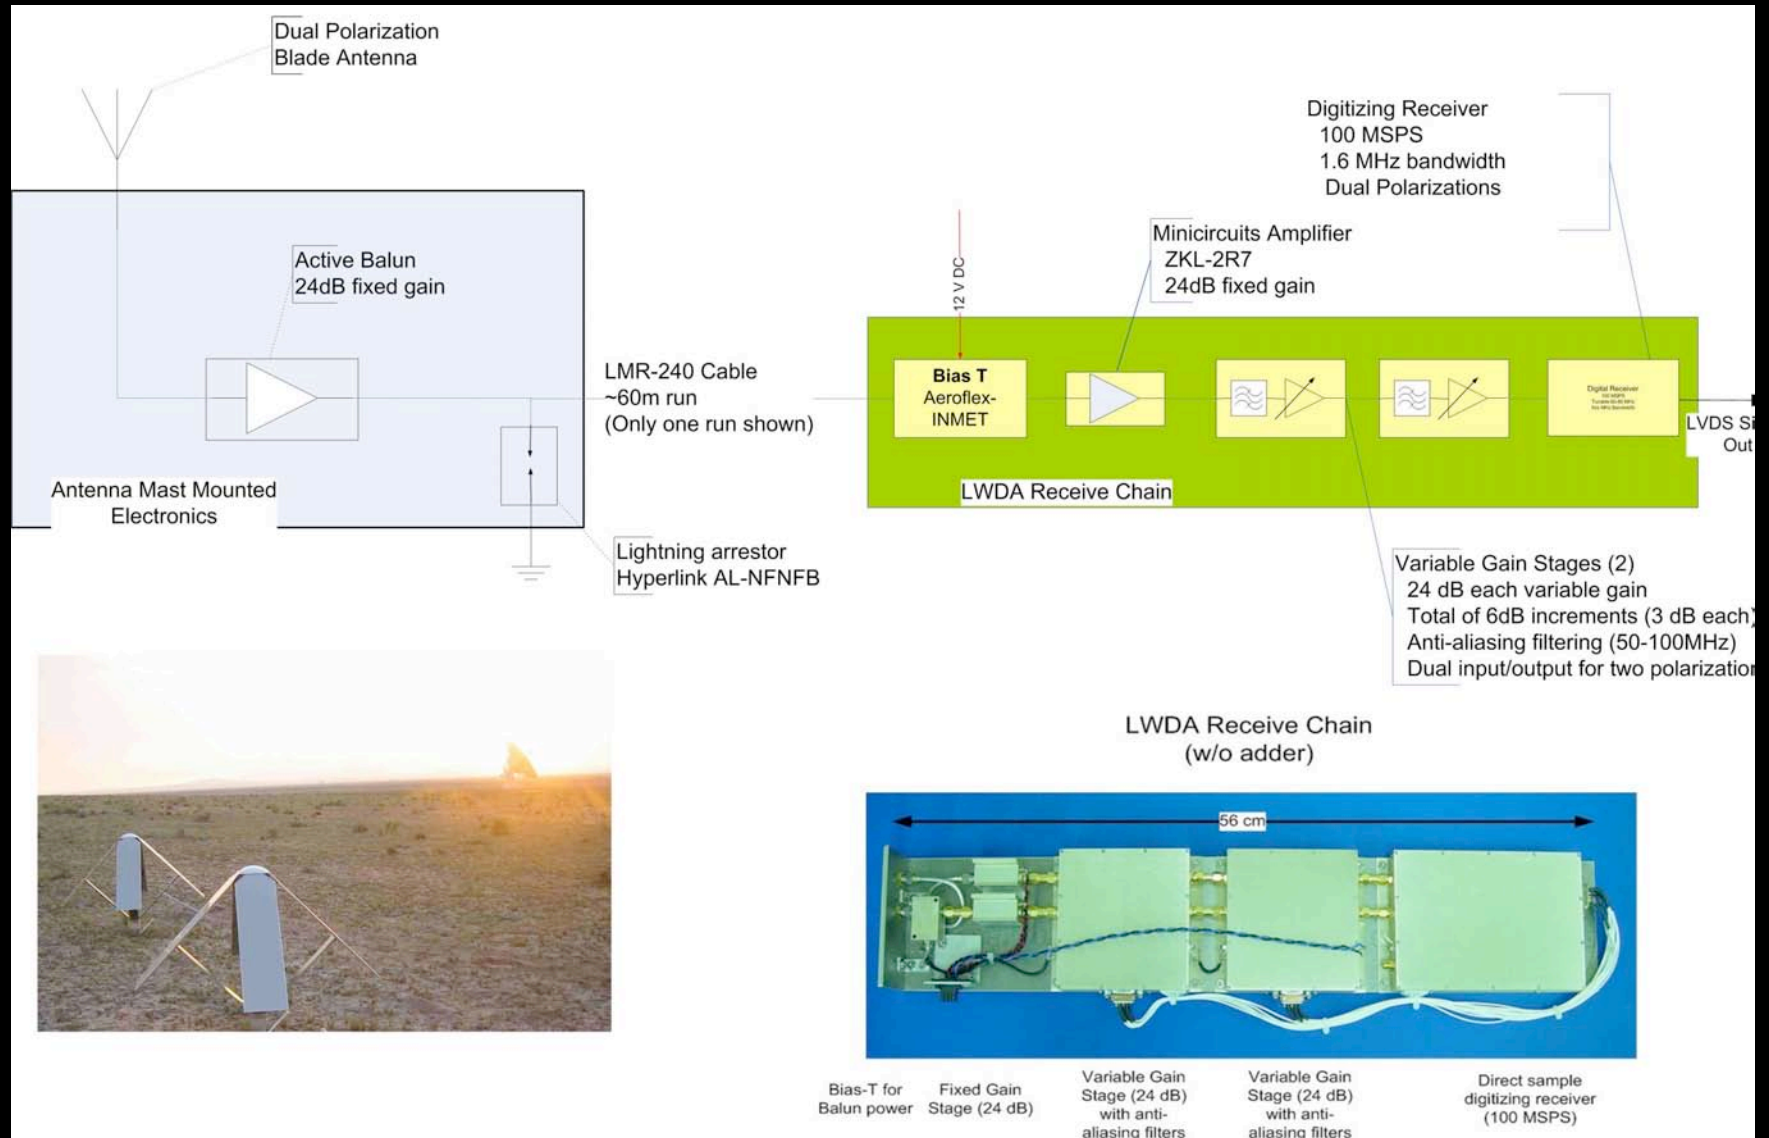 Dual Polarization
Blade Antenna
Digitizing Receiver
100 MSPS
1.6 MHz bandwidth
Dual Polarizations
Active Balun
24dB fixed gain
12 V DC
Minicircuits Amplifier
ZKL-2R7
24dB fixed gain
LMR-240 Cable
~60m run
(Only one run shown)
Bias T
Aeroflex-
INMET
Digital Receiver
100 MSPS
LVDS
Out
Antenna Mast Mounted
Electronics
LWDA Receive Chain
Lightning arrestor
Hyperlink AL-NFNFB
Variable Gain Stages (2)
24 dB each variable gain
Total of 6dB increments (3 dB each)
Anti-aliasing filtering (50-100MHz)
Dual input/output for two
LWDA Receive Chain
(w/o adder)
56 cm
Bias-T for
Balun power
Fixed Gain
Stage (24 dB)
Variable Gain
Stage (24 dB)
with anti-
aliasing filters
Variable Gain
Stage (24 dB)
with anti-
aliasing filters
Direct sample
digitizing receiver
(100 MSPS)